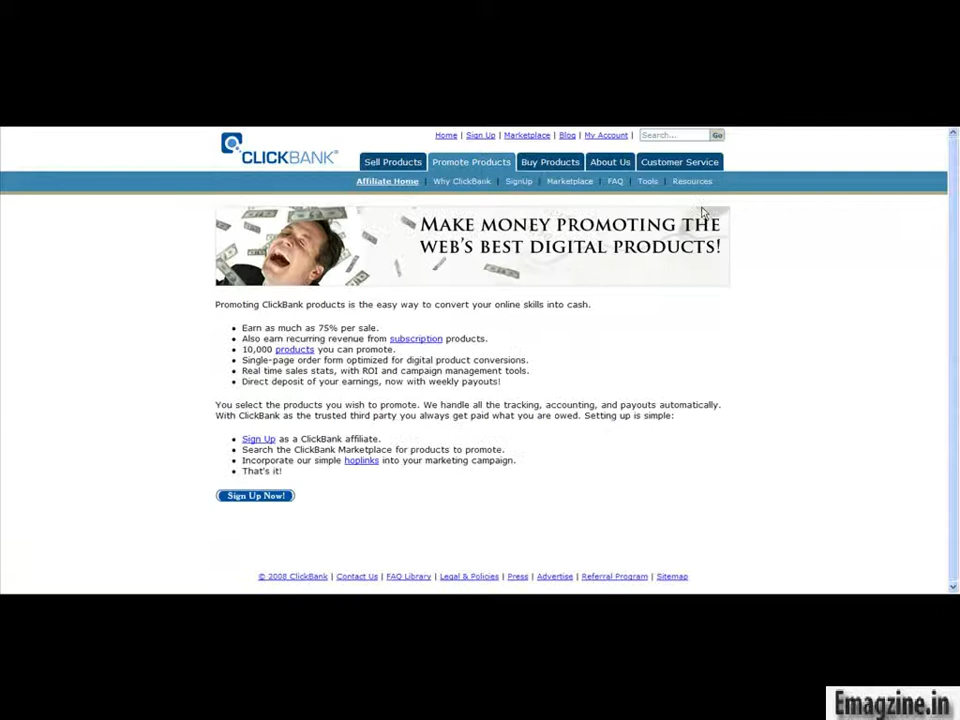 Home | Sign Up | Marketplace | Blog | My Account | Search... Go
CLICKBANK®
Sell Products Promote Products Buy Products About Us Customer Service
Affiliate Home | Why ClickBank | SignUp | Marketplace | FAQ | Tools | Resources
MAKE MONEY PROMOTING THE
WEB'S BEST DIGITAL PRODUCTS!
Promoting ClickBank products is the easy way to convert your online skills into cash.
• Earn as much as 75% per sale.
• Also earn recurring revenue from subscription products.
• 10,000 products you can promote.
• Single-page order form optimized for digital product conversions.
• Real time sales stats, with ROI and campaign management tools.
• Direct deposit of your earnings, now with weekly payouts!
You select the products you wish to promote. We handle all the tracking, accounting, and payouts automatically.
With ClickBank as the trusted third party you always get paid what you are owed. Setting up is simple:
• Sign Up as a ClickBank affiliate.
• Search the ClickBank Marketplace for products to promote.
• Incorporate our simple hoplinks into your marketing campaign.
• That's it!
Sign Up Now!
© 2008 ClickBank | Contact Us | FAQ Library | Legal & Policies | Press | Advertise | Referral Program | Sitemap
Emagzine.in